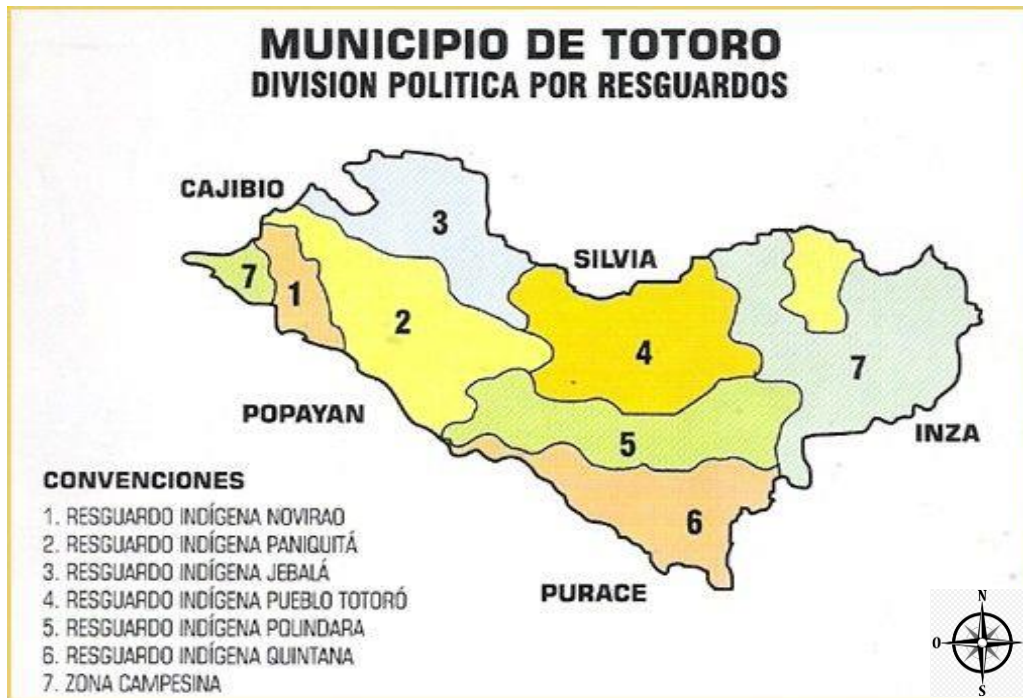 MUNICIPIO DE TOTORO
DIVISION POLITICA POR RESGUARDOS
CAJIBIO
3
SILVIA
7
1
2
4
7
POPAYAN
5
INZA
6
PURACE
CONVENCIONES
1. RESGUARDO INDÍGENA NOVIRAO
2. RESGUARDO INDÍGENA PANIQUITÁ
3. RESGUARDO INDÍGENA JEBALÁ
4. RESGUARDO INDÍGENA PUEBLO TOTORÓ
5. RESGUARDO INDÍGENA POLINDARA
6. RESGUARDO INDÍGENA QUINTANA
7. ZONA CAMPESINA
N
O
S